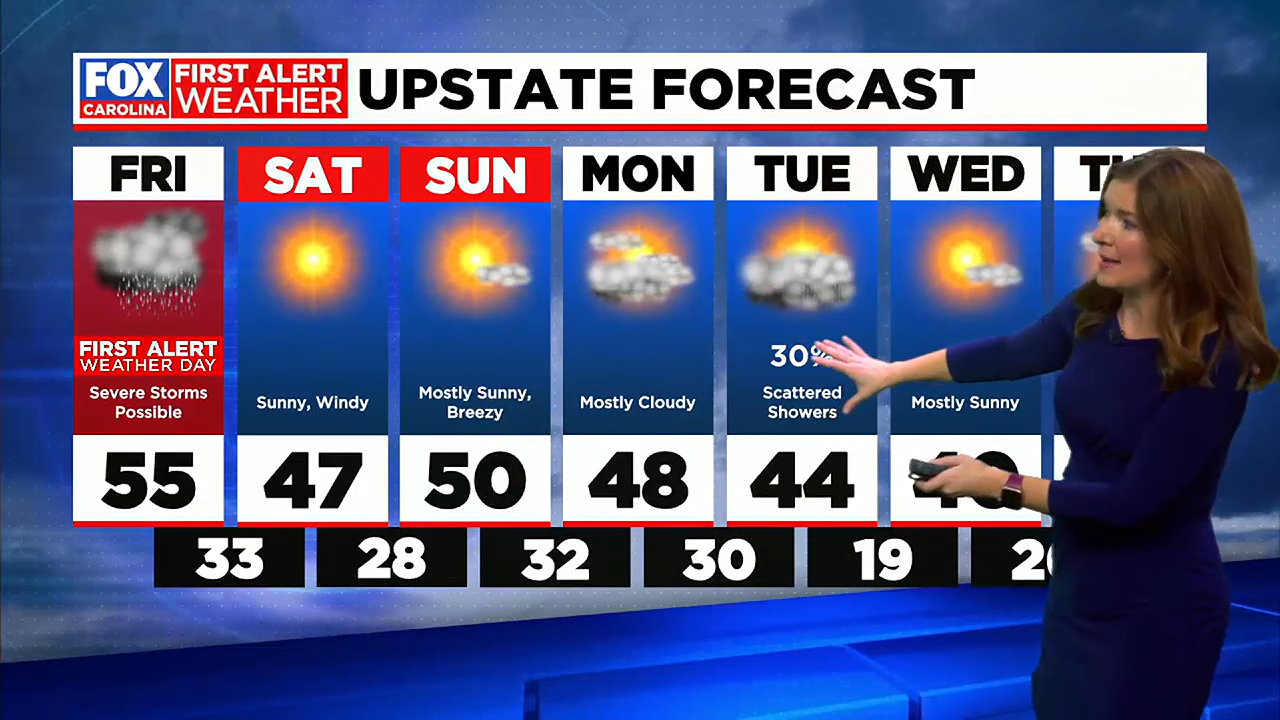 FOX
CAROLINA
FIRST ALERT
WEATHER
UPSTATE FORECAST
FRI
SAT
SUN
MON
TUE
WED
FIRST ALERT
WEATHER DAY
Severe Storms
Possible
Sunny, Windy
Mostly Sunny,
Breezy
Mostly Cloudy
30%
Scattered
Showers
Mostly Sunny
55
47
50
48
44
33
28
32
30
19